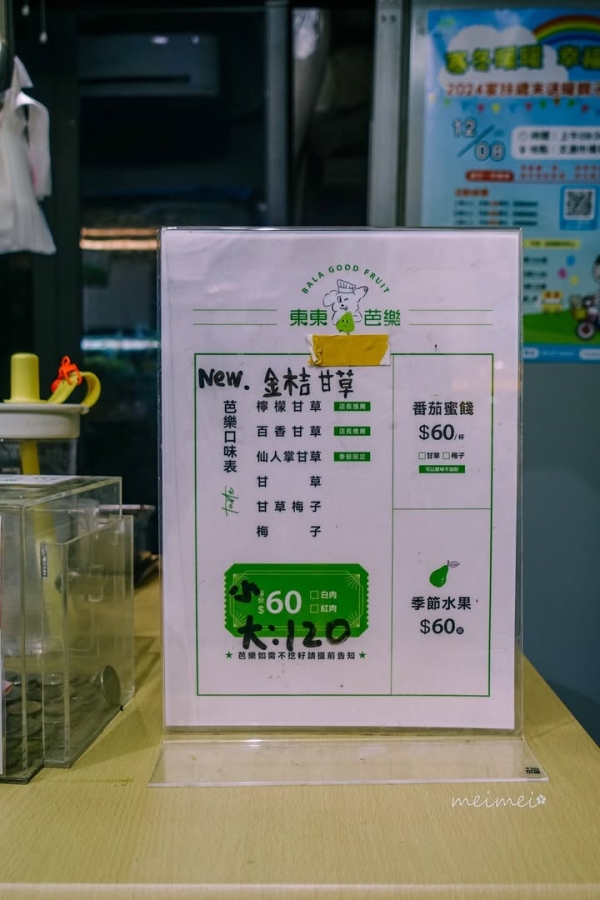 BALA GOOD FRUIT
東東 芭樂
New. 金桔甘草
芭樂口味表
taste
檸檬甘草 店長推薦
百香甘草 店長推薦
仙人掌甘草 季節限定
甘草
甘草梅子
梅子
小
$60
□白肉
□紅肉
大:120
★ 芭樂如需不挖籽請提前告知 ★
番茄蜜餞
$60/杯
□甘草 □梅子
季節水果
$60
12/08
meimei